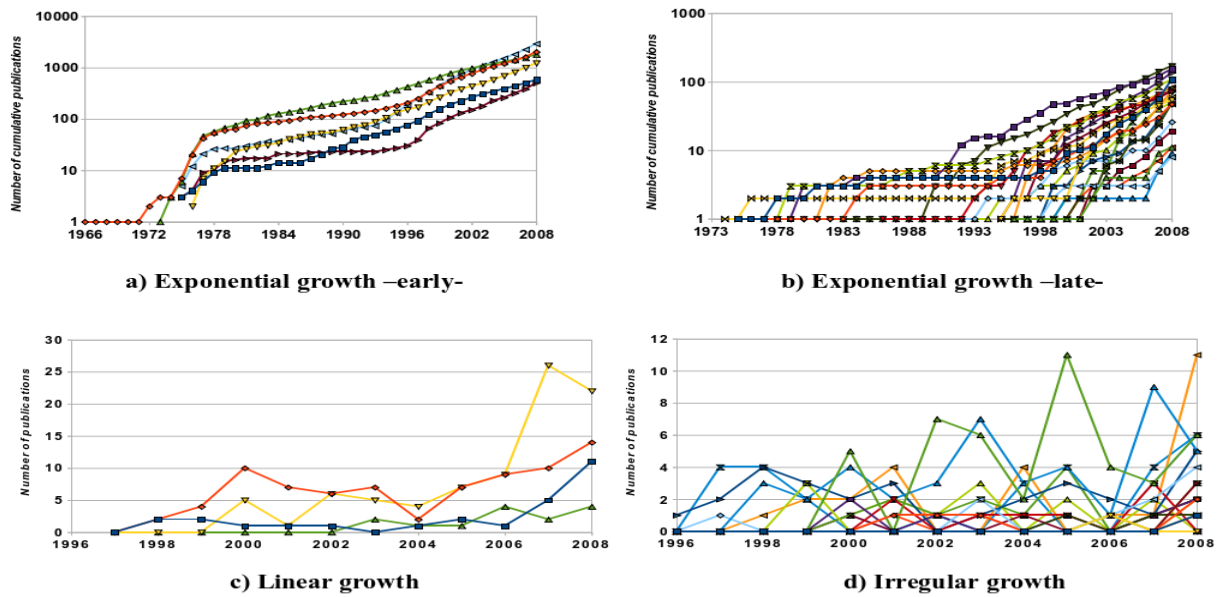 Number of cumulative publications
10000
1000
100
10
1
1966 1972 1978 1984 1990 1996 2002 2008
a) Exponential growth –early-
Number of cumulative publications
1000
100
10
1
1973 1978 1983 1988 1993 1998 2003 2008
b) Exponential growth –late-
Number of publications
30
25
20
15
10
5
0
1996 1998 2000 2002 2004 2006 2008
c) Linear growth
Number of publications
12
10
8
6
4
2
0
1996 1998 2000 2002 2004 2006 2008
d) Irregular growth